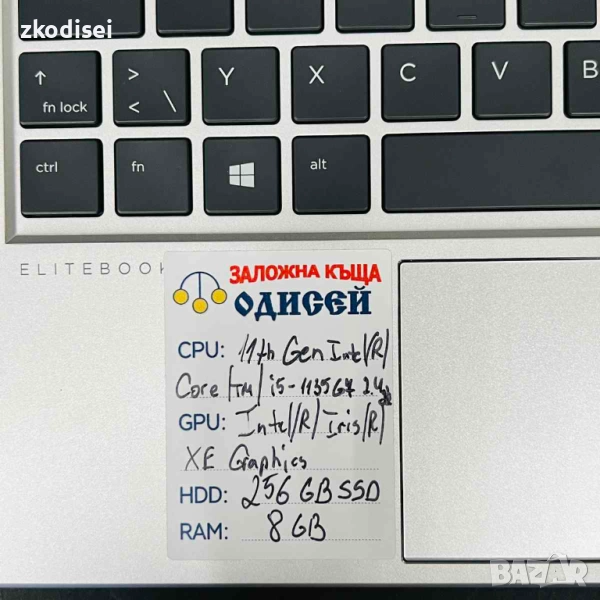 zkodisei
↑ > Y X C V B
fn lock < \
ctrl fn alt
ELITEBOOK
ЗАЛОЖНА КЪЩА
ОДИСЕЙ
CPU: 11th Gen Intel(R)
Core (TM) i5-1135G7 2.4
GPU: Intel(R) Iris(R)
XE Graphics
HDD: 256 GB SSD
RAM: 8 GB
BAZAR